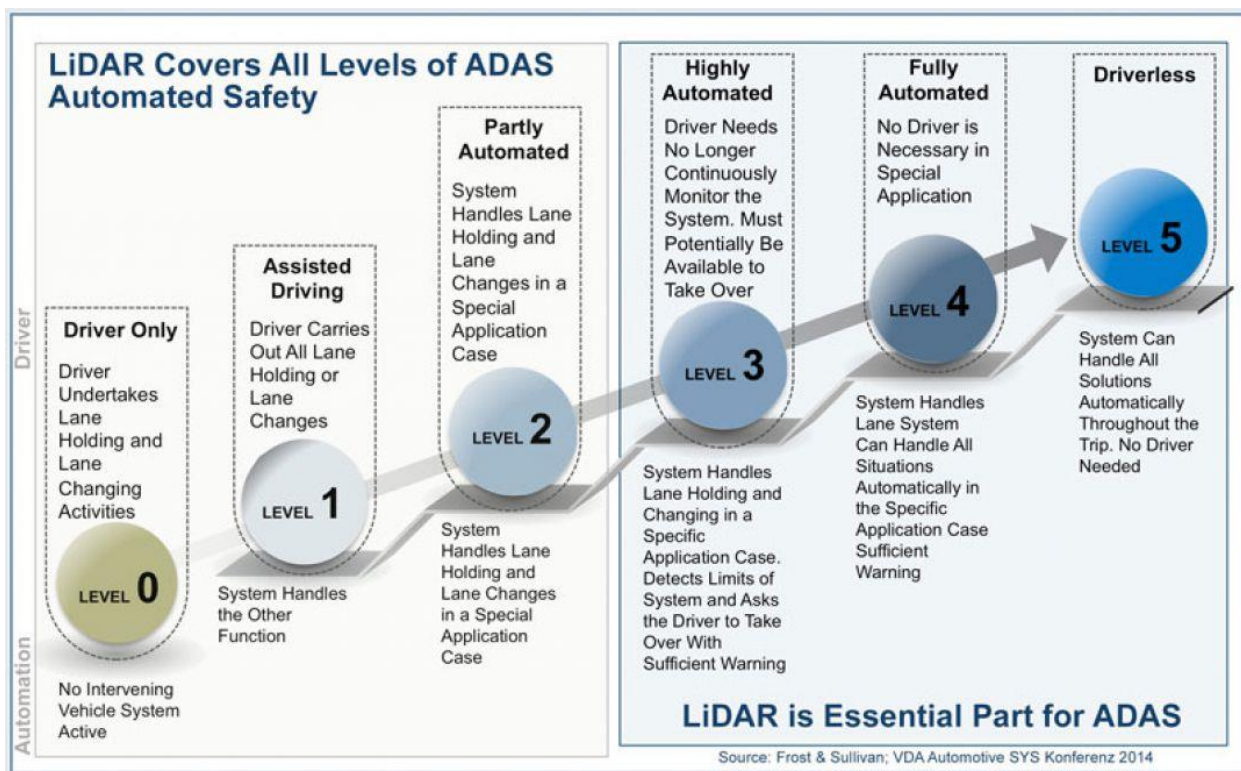 LiDAR Covers All Levels of ADAS
Automated Safety
Driver
Automation
Driver Only
Driver
Undertakes
Lane
Holding and
Lane
Changing
Activities
LEVEL 0
No Intervening
Vehicle System
Active
Assisted
Driving
Driver Carries
Out All Lane
Holding or
Lane
Changes
LEVEL 1
System Handles
the Other
Function
Partly
Automated
System
Handles Lane
Holding and
Lane
Changes in a
Special
Application
Case
LEVEL 2
System
Handles Lane
Holding and
Lane Changes
in a Special
Application
Case
Highly
Automated
Driver Needs
No Longer
Continuously
Monitor the
System. Must
Potentially Be
Available to
Take Over
LEVEL 3
System Handles
Lane Holding and
Changing in a
Specific
Application Case.
Detects Limits of
System and Asks
the Driver to Take
Over With
Sufficient Warning
Fully
Automated
No Driver is
Necessary in
Special
Application
LEVEL 4
System Handles
Lane System
Can Handle All
Situations
Automatically in
the Specific
Application Case
Sufficient
Warning
Driverless
LEVEL 5
System Can
Handle All
Solutions
Automatically
Throughout the
Trip. No Driver
Needed
LiDAR is Essential Part for ADAS
Source: Frost & Sullivan; VDA Automotive SYS Konferenz 2014